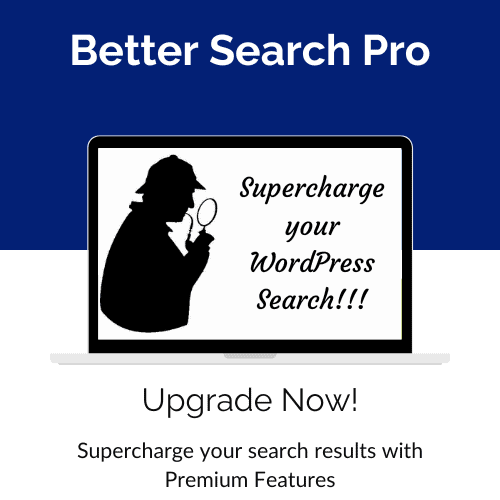 Better Search Pro
Supercharge
your
WordPress
Search!!!
Upgrade Now!
Supercharge your search results with
Premium Features